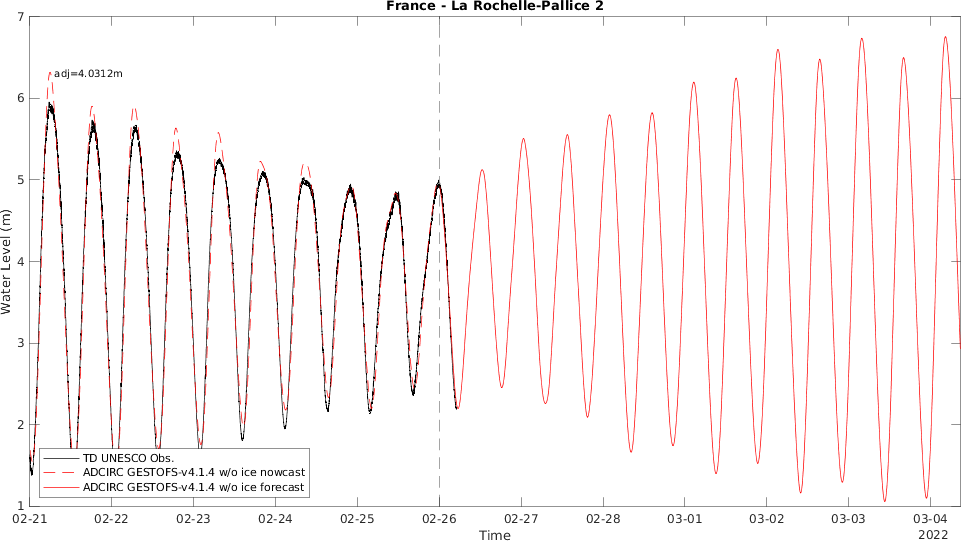 France - La Rochelle-Pallice 2
7
adj=4.0312m
6
5
4
3
2
1
Water Level (m)
TD UNESCO Obs.
ADCIRC GESTOFS-v4.1.4 w/o ice nowcast
ADCIRC GESTOFS-v4.1.4 w/o ice forecast
02-21 02-22 02-23 02-24 02-25 02-26 02-27 02-28 03-01 03-02 03-03 03-04
Time
2022